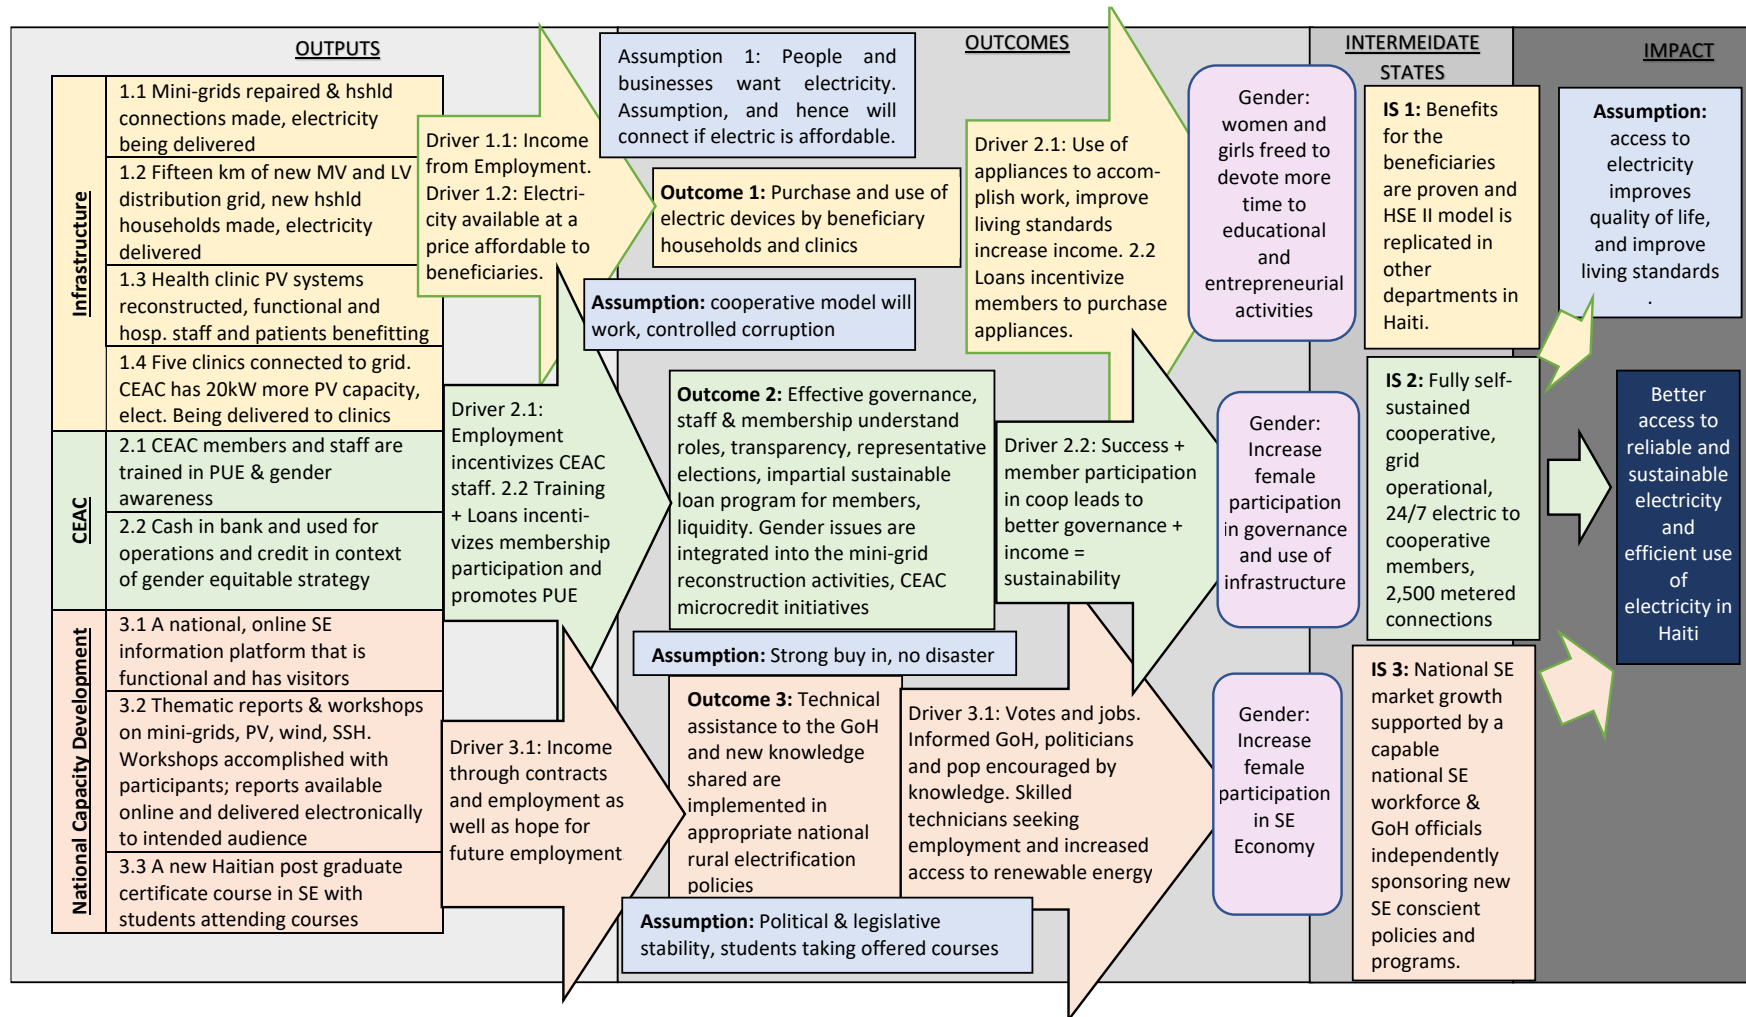 OUTPUTS
Infrastructure
1.1 Mini-grids repaired & hshld
connections made, electricity
being delivered
1.2 Fifteen km of new MV and LV
distribution grid, new hshld
households made, electricity
delivered
1.3 Health clinic PV systems
reconstructed, functional and
hosp. staff and patients benefitting
1.4 Five clinics connected to grid.
CEAC has 20kW more PV capacity,
elect. Being delivered to clinics
CEAC
2.1 CEAC members and staff are
trained in PUE & gender
awareness
2.2 Cash in bank and used for
operations and credit in context
of gender equitable strategy
National Capacity Development
3.1 A national, online SE
information platform that is
functional and has visitors
3.2 Thematic reports & workshops
on mini-grids, PV, wind, SSH.
Workshops accomplished with
participants; reports available
online and delivered electronically
to intended audience
3.3 A new Haitian post graduate
certificate course in SE with
students attending courses
Driver 1.1: Income
from Employment.
Driver 1.2: Electri-
city available at a
price affordable to
beneficiaries.
Driver 2.1:
Employment
incentivizes CEAC
staff. 2.2 Training
+ Loans incenti-
vizes membership
participation and
promotes PUE
Driver 3.1: Income
through contracts
and employment as
well as hope for
future employment
OUTCOMES
Assumption 1: People and
businesses want electricity.
Assumption, and hence will
connect if electric is affordable.
Outcome 1: Purchase and use of
electric devices by beneficiary
households and clinics
Assumption: cooperative model will
work, controlled corruption
Outcome 2: Effective governance,
staff & membership understand
roles, transparency, representative
elections, impartial sustainable
loan program for members,
liquidity. Gender issues are
integrated into the mini-grid
reconstruction activities, CEAC
microcredit initiatives
Assumption: Strong buy in, no disaster
Outcome 3: Technical
assistance to the GoH
and new knowledge
shared are
implemented in
appropriate national
rural electrification
policies
Assumption: Political & legislative
stability, students taking offered courses
Driver 2.1: Use of
appliances to accom-
plish work, improve
living standards
increase income. 2.2
Loans incentivize
members to purchase
appliances.
Driver 2.2: Success +
member participation
in coop leads to
better governance +
income =
sustainability
Driver 3.1: Votes and jobs.
Informed GoH, politicians
and pop encouraged by
knowledge. Skilled
technicians seeking
employment and increased
access to renewable energy
Gender:
women and
girls freed to
devote more
time to
educational
and
entrepreneurial
activities
Gender:
Increase
female
participation
in governance
and use of
infrastructure
Gender:
Increase
female
participation
in SE
Economy
INTERMEIDATE
STATES
IS 1: Benefits
for the
beneficiaries
are proven and
HSE II model is
replicated in
other
departments in
Haiti.
IS 2: Fully self-
sustained
cooperative,
grid
operational,
24/7 electric to
cooperative
members,
2,500 metered
connections
IS 3: National SE
market growth
supported by a
capable
national SE
workforce &
GoH officials
independently
sponsoring new
SE conscient
policies and
programs.
IMPACT
Assumption:
access to
electricity
improves
quality of life,
and improve
living standards
.
Better
access to
reliable and
sustainable
electricity
and
efficient use
of
electricity in
Haiti